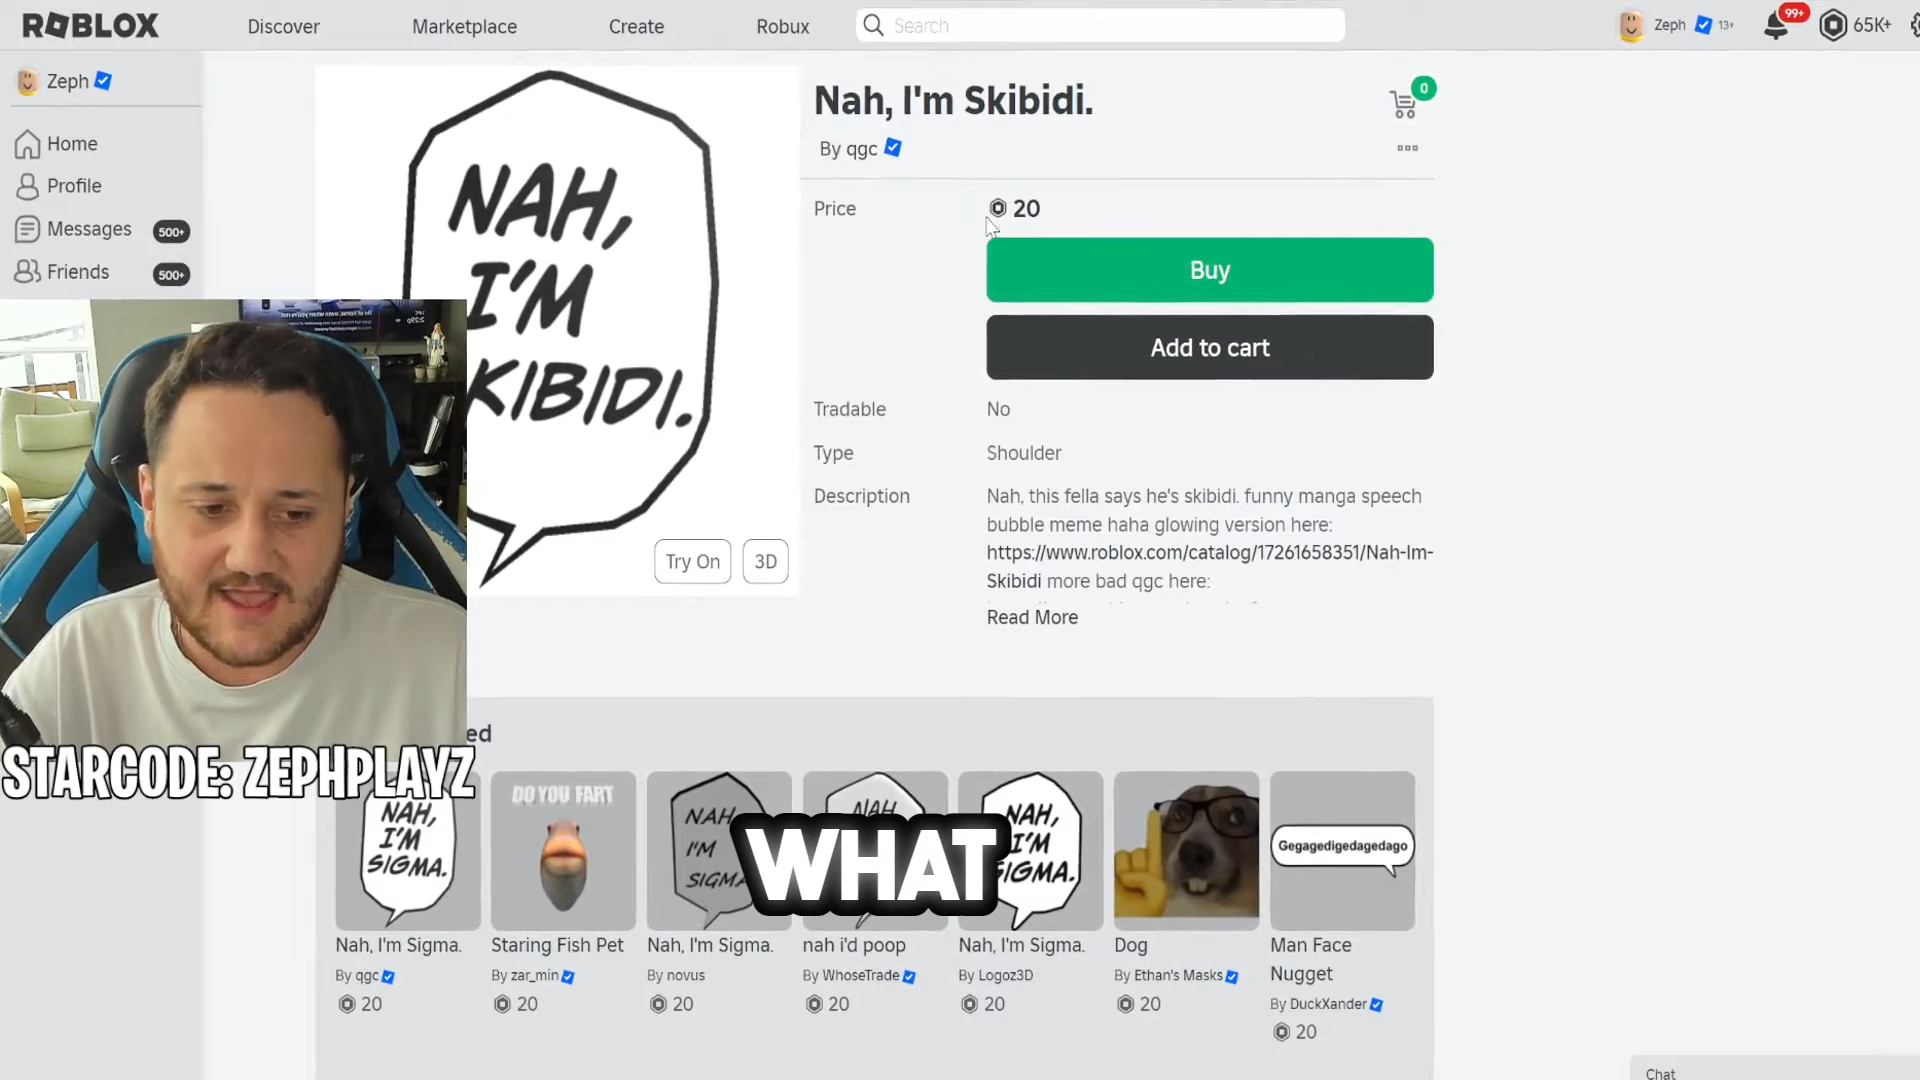 ROBLOX
Discover
Marketplace
Create
Robux
Search
Zeph
13+
99+
65K+
Zeph
Home
Profile
Messages
500+
Friends
500+
NAH,
I'M
KIBIDI.
Try On
3D
Nah, I'm Skibidi.
0
By qgc
Price
20
Buy
Add to cart
Tradable
No
Type
Shoulder
Description
Nah, this fella says he's skibidi. funny manga speech
bubble meme haha glowing version here:
https://www.roblox.com/catalog/17261658351/Nah-Im-
Skibidi more bad qgc here:
Read More
ed
STARCODE: ZEPHPLAYZ
NAH,
I'M
SIGMA.
DO YOU FART
NAH,
I'M
SIGMA
NAH
NAH,
I'M
SIGMA.
Gegagedigedagedago
WHAT
Nah, I'm Sigma.
By qgc
20
Staring Fish Pet
By zar_min
20
Nah, I'm Sigma.
By novus
20
nah i'd poop
By WhoseTrade
20
Nah, I'm Sigma.
By Logoz3D
20
Dog
By Ethan's Masks
20
Man Face
Nugget
By DuckXander
20
Chat